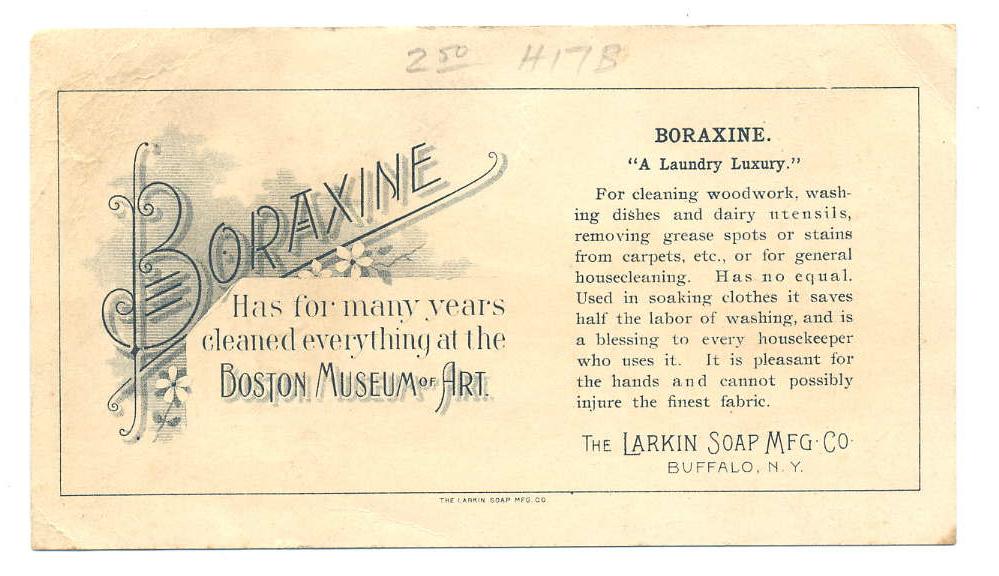 2 50 H17B
BORAXINE
Has for many years
cleaned everything at the
BOSTON MUSEUM OF ART.
BORAXINE.
"A Laundry Luxury."
For cleaning woodwork, wash-
ing dishes and dairy utensils,
removing grease spots or stains
from carpets, etc., or for general
housecleaning. Has no equal.
Used in soaking clothes it saves
half the labor of washing, and is
a blessing to every housekeeper
who uses it. It is pleasant for
the hands and cannot possibly
injure the finest fabric.
THE LARKIN SOAP MFG. CO.
BUFFALO, N. Y.
THE LARKIN SOAP MFG. CO.